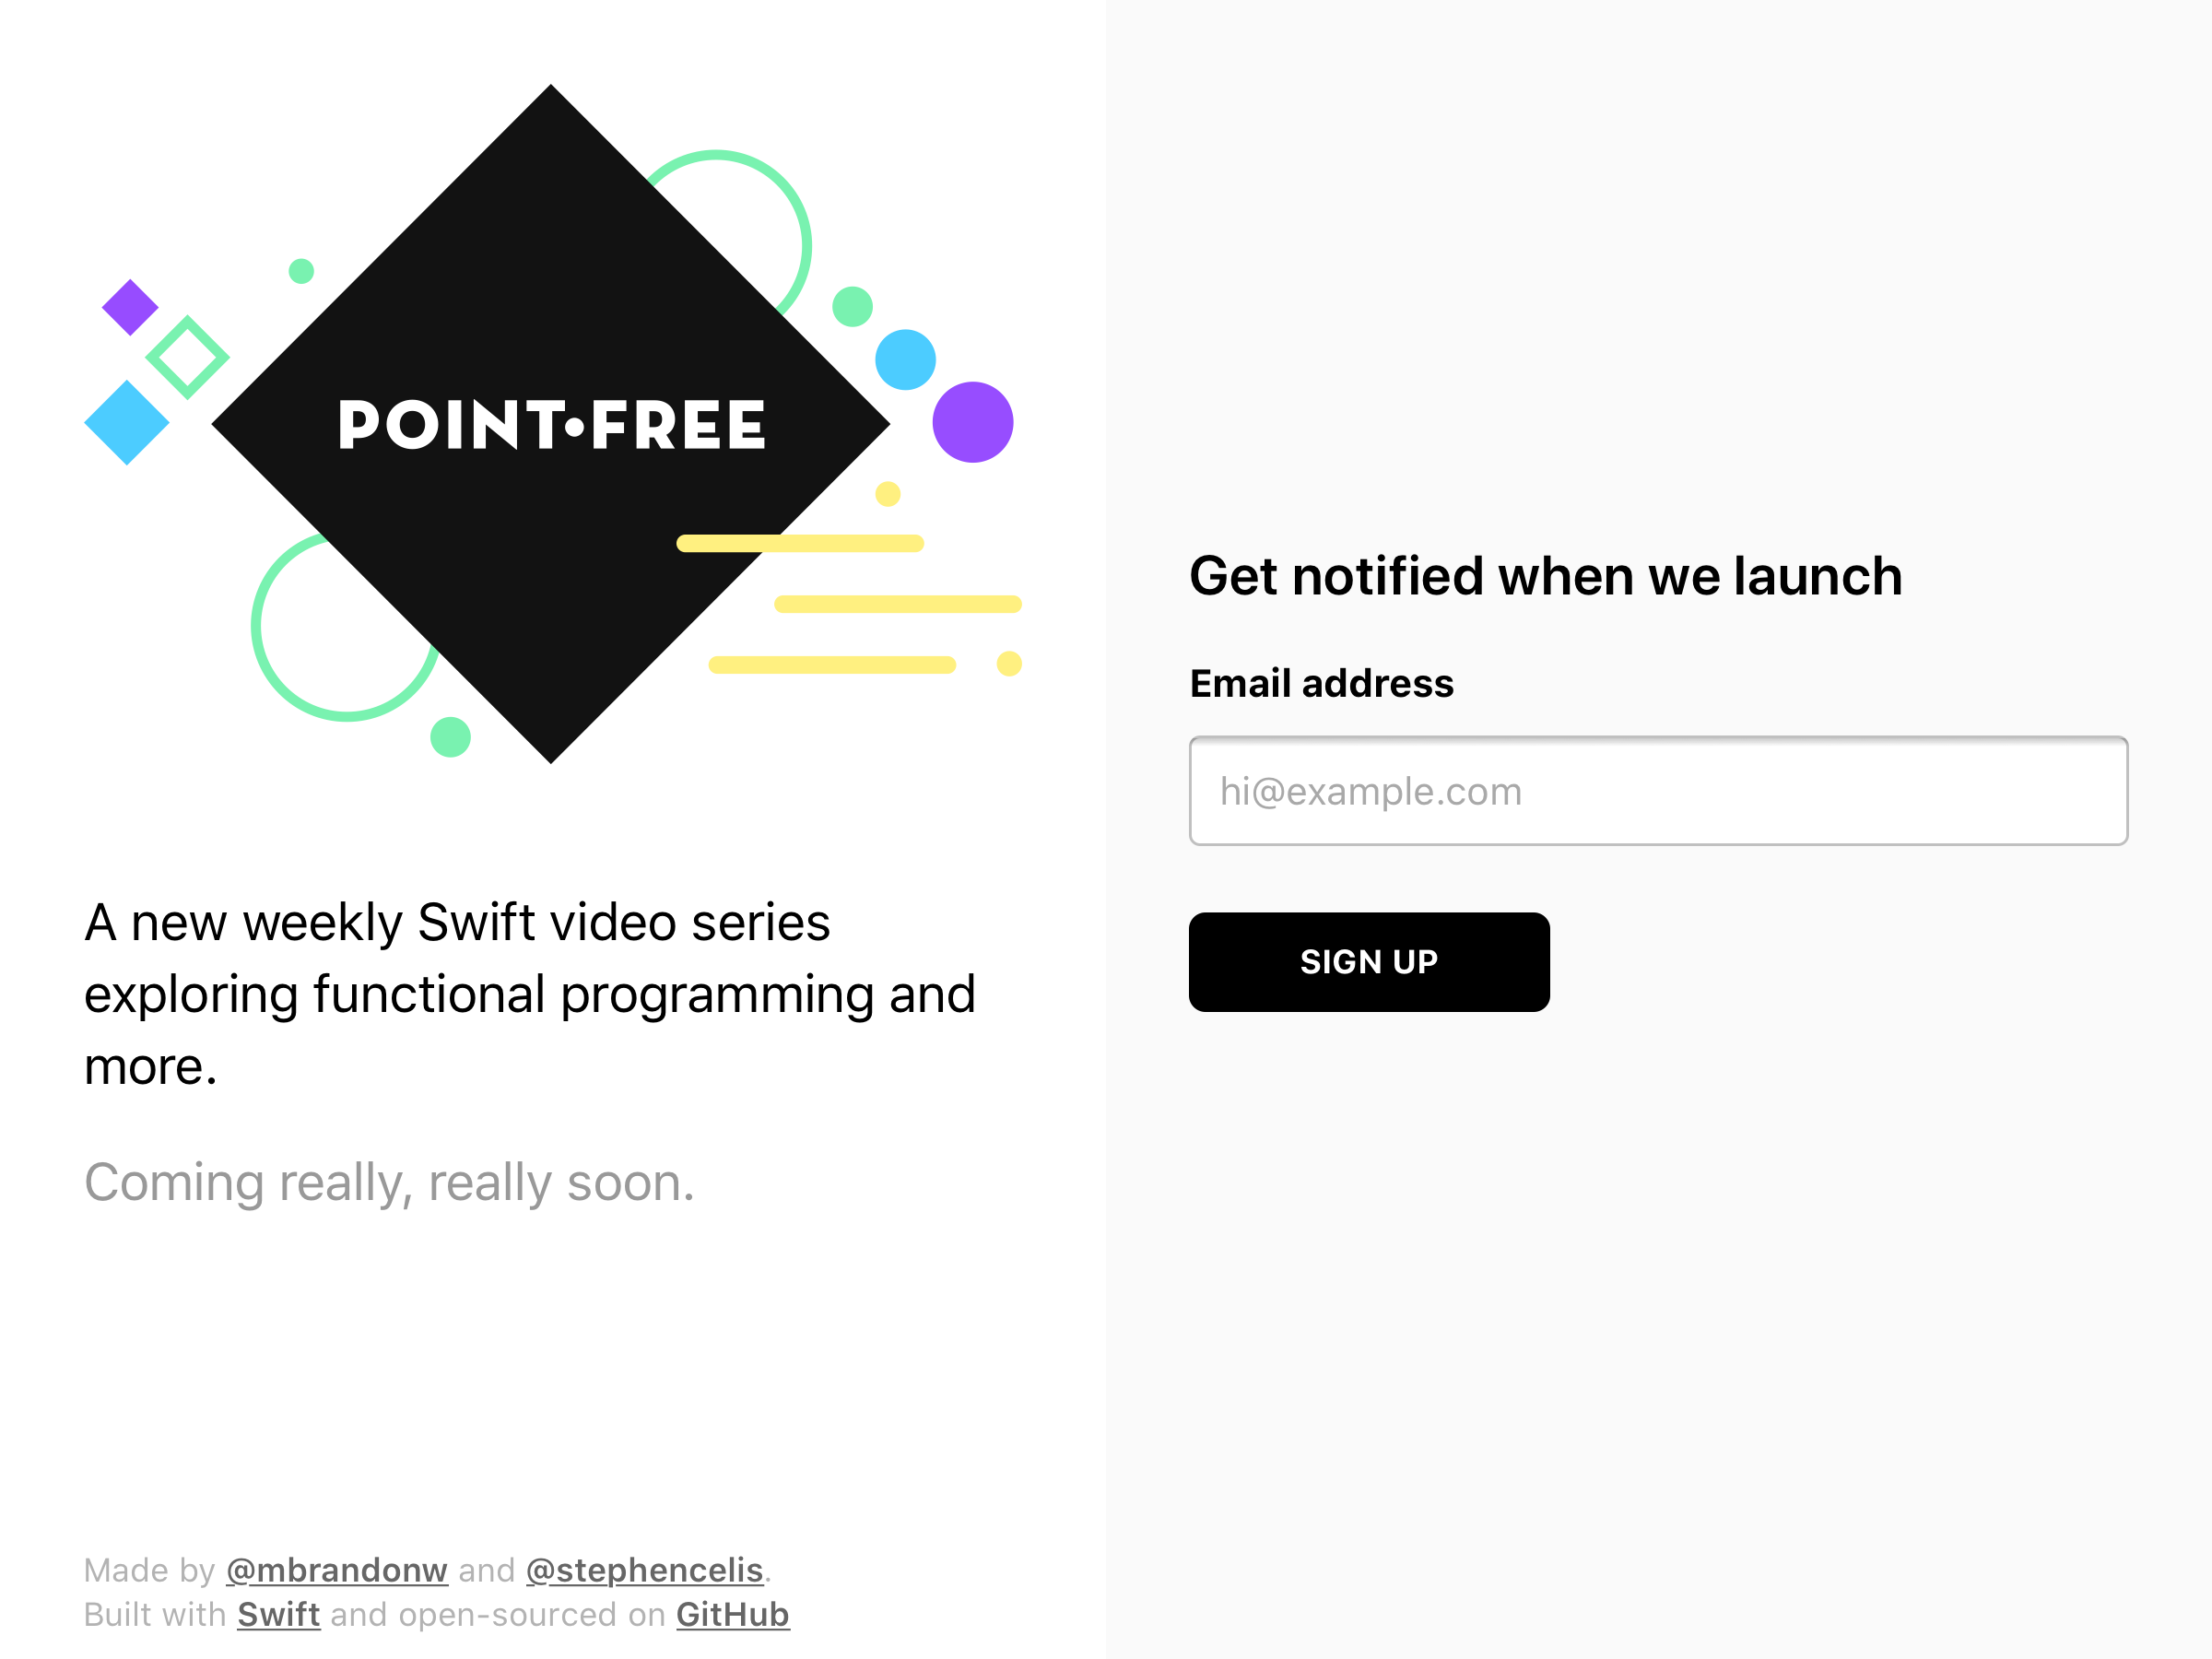 POINT•FREE
A new weekly Swift video series
exploring functional programming and
more.
Coming really, really soon.
Made by @mbrandonw and @stephencelis.
Built with Swift and open-sourced on GitHub
Get notified when we launch
Email address
hi@example.com
SIGN UP